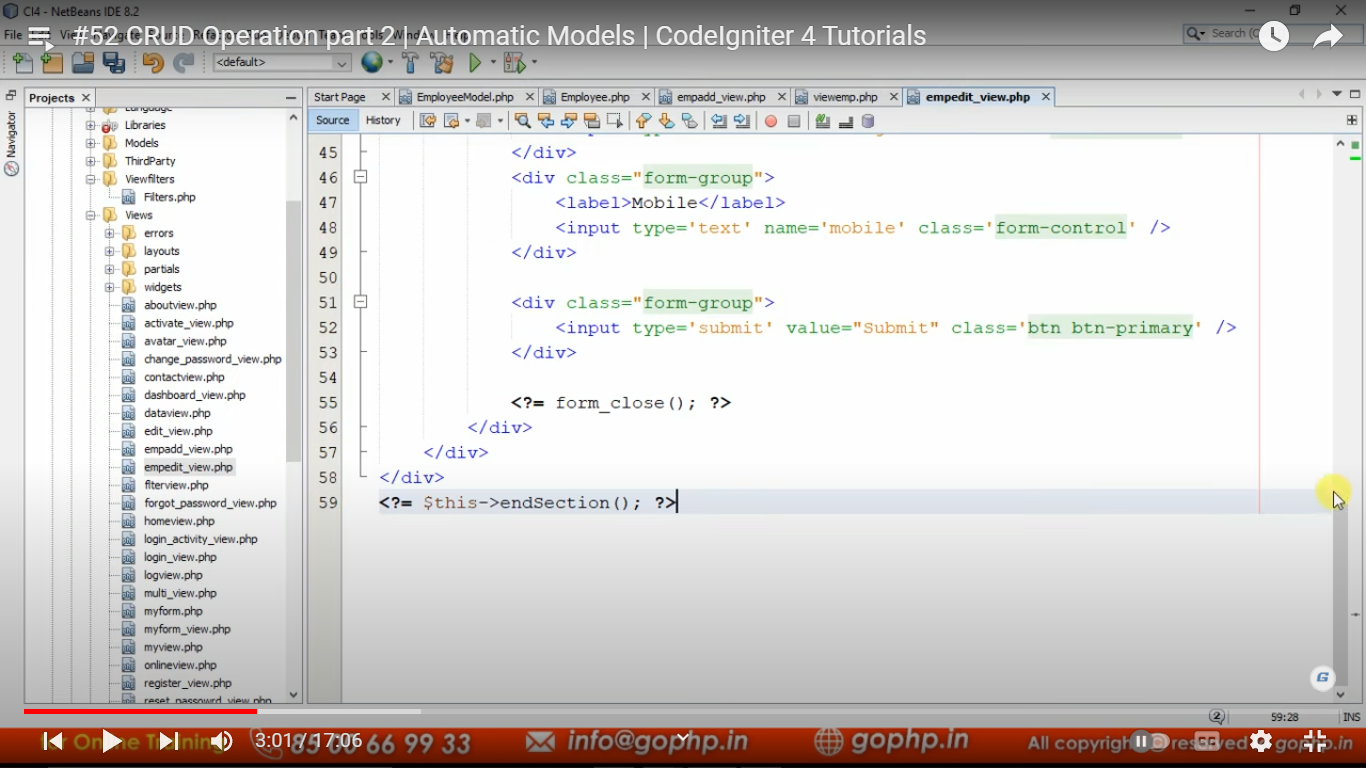 CI4 - NetBeans IDE 8.2
#52 CRUD Operation part 2 | Automatic Models | CodeIgniter 4 Tutorials
File
Search (C
<default>
Projects
Start Page
EmployeeModel.php
Employee.php
empadd_view.php
viewemp.php
empedit_view.php
Navigator
Source
History
Language
Libraries
Models
ThirdParty
Viewfilters
Filters.php
Views
errors
layouts
partials
widgets
aboutview.php
activate_view.php
avatar_view.php
change_password_view.php
contactview.php
dashboard_view.php
dataview.php
edit_view.php
empadd_view.php
empedit_view.php
flterview.php
forgot_password_view.php
homeview.php
login_activity_view.php
login_view.php
logview.php
multi_view.php
myform.php
myform_view.php
myview.php
onlineview.php
register_view.php
reset_passowrd_view.php
45 </div>
46 <div class="form-group">
47 <label>Mobile</label>
48 <input type='text' name='mobile' class='form-control' />
49 </div>
50
51 <div class="form-group">
52 <input type='submit' value="Submit" class='btn btn-primary' />
53 </div>
54
55 <?= form_close(); ?>
56 </div>
57 </div>
58 </div>
59 <?= $this->endSection(); ?>
G
2
59:28
INS
for Online Training
3:01 / 17:06
85 00 66 99 33
info@gophp.in
gophp.in
All copyright reserved
CC
gophp.in